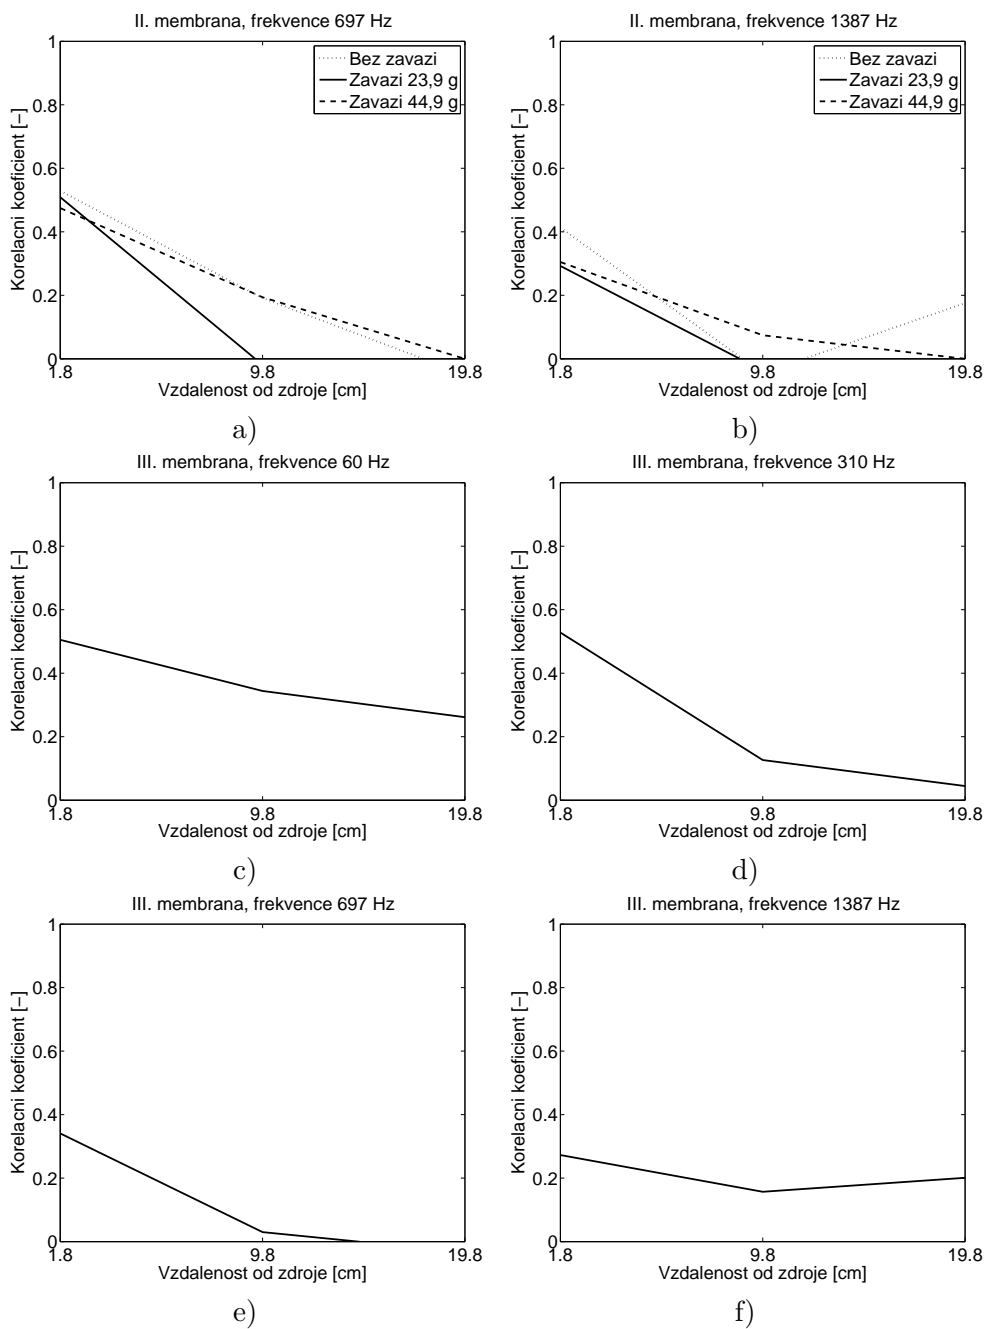 II. membrana, frekvence 697 Hz
1
0.8
0.6
0.4
0.2
0
Korelacni koeficient [−]
Bez zavazi
Zavazi 23,9 g
Zavazi 44,9 g
1.8
9.8
19.8
Vzdalenost od zdroje [cm]
a)
II. membrana, frekvence 1387 Hz
1
0.8
0.6
0.4
0.2
0
Korelacni koeficient [−]
Bez zavazi
Zavazi 23,9 g
Zavazi 44,9 g
1.8
9.8
19.8
Vzdalenost od zdroje [cm]
b)
III. membrana, frekvence 60 Hz
1
0.8
0.6
0.4
0.2
0
Korelacni koeficient [−]
1.8
9.8
19.8
Vzdalenost od zdroje [cm]
c)
III. membrana, frekvence 310 Hz
1
0.8
0.6
0.4
0.2
0
Korelacni koeficient [−]
1.8
9.8
19.8
Vzdalenost od zdroje [cm]
d)
III. membrana, frekvence 697 Hz
1
0.8
0.6
0.4
0.2
0
Korelacni koeficient [−]
1.8
9.8
19.8
Vzdalenost od zdroje [cm]
e)
III. membrana, frekvence 1387 Hz
1
0.8
0.6
0.4
0.2
0
Korelacni koeficient [−]
1.8
9.8
19.8
Vzdalenost od zdroje [cm]
f)